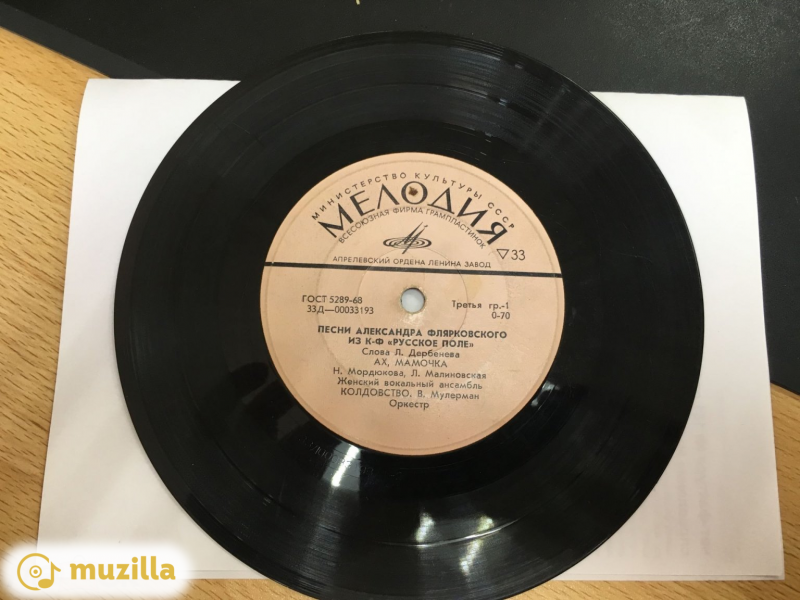 МИНИСТЕРСТВО КУЛЬТУРЫ СССР
МЕЛОДИЯ
ВСЕСОЮЗНАЯ ФИРМА ГРАМПЛАСТИНОК
▽33
АПРЕЛЕВСКИЙ ОРДЕНА ЛЕНИНА ЗАВОД
ГОСТ 5289-68
33Д—00033193
Третья гр.-1
0-70
ПЕСНИ АЛЕКСАНДРА ФЛЯРКОВСКОГО
ИЗ К-Ф «РУССКОЕ ПОЛЕ»
Слова Л. Дербенева
АХ, МАМОЧКА
Н. Мордюкова, Л. Малиновская
Женский вокальный ансамбль
КОЛДОВСТВО. В. Мулерман
Оркестр
muzilla